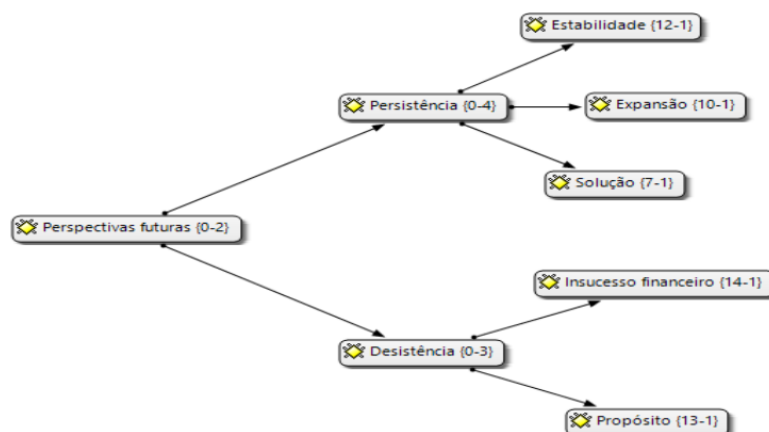 Estabilidade {12-1}
Persistência {0-4}
Expansão {10-1}
Solução {7-1}
Perspectivas futuras {0-2}
Insucesso financeiro {14-1}
Desistência {0-3}
Propósito {13-1}